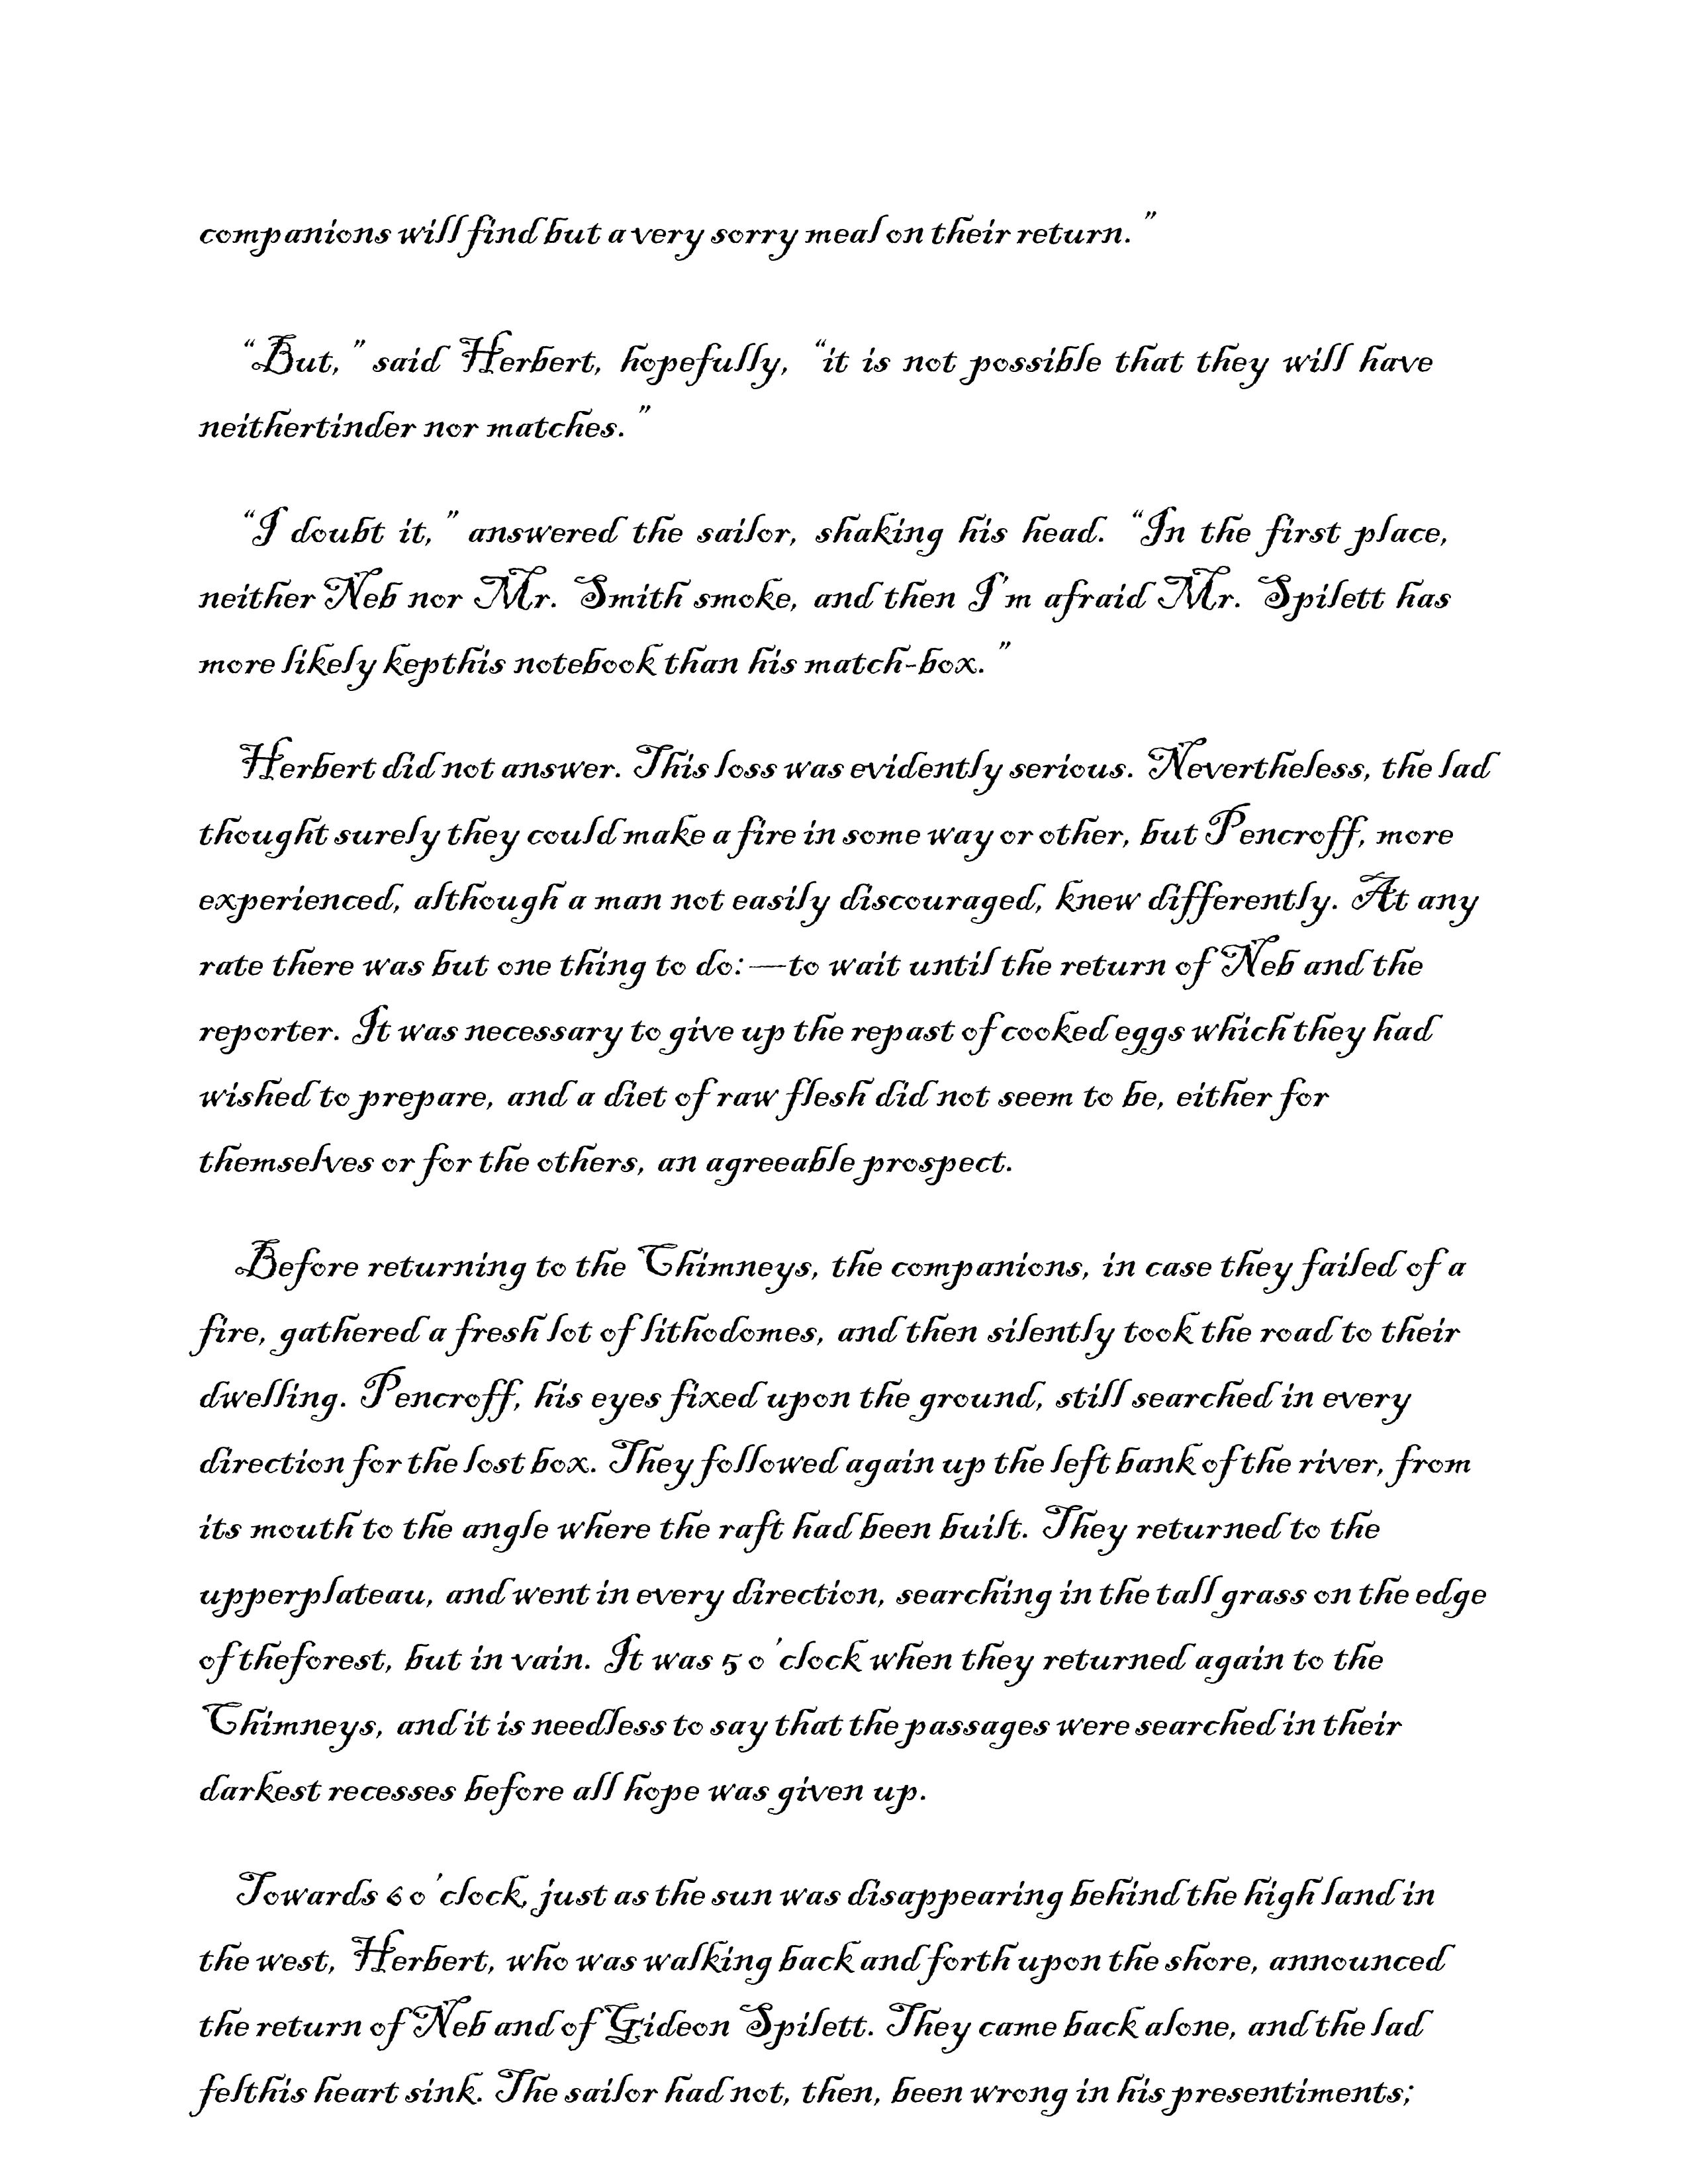 companions will find but a very sorry meal on their return.”
“But,” said Herbert, hopefully, “it is not possible that they will have
neithertinder nor matches.”
“I doubt it,” answered the sailor, shaking his head. “In the first place,
neither Neb nor Mr. Smith smoke, and then I'm afraid Mr. Spilett has
more likely kepthis notebook than his match-box.”
Herbert did not answer. This loss was evidently serious. Nevertheless, the lad
thought surely they could make a fire in some way or other, but Pencroff, more
experienced, although a man not easily discouraged, knew differently. At any
rate there was but one thing to do:—to wait until the return of Neb and the
reporter. It was necessary to give up the repast of cooked eggs which they had
wished to prepare, and a diet of raw flesh did not seem to be, either for
themselves or for the others, an agreeable prospect.
Before returning to the Chimneys, the companions, in case they failed of a
fire, gathered a fresh lot of lithodomes, and then silently took the road to their
dwelling. Pencroff, his eyes fixed upon the ground, still searched in every
direction for the lost box. They followed again up the left bank of the river, from
its mouth to the angle where the raft had been built. They returned to the
upperplateau, and went in every direction, searching in the tall grass on the edge
of theforest, but in vain. It was 5 o'clock when they returned again to the
Chimneys, and it is needless to say that the passages were searched in their
darkest recesses before all hope was given up.
Towards 6 o'clock, just as the sun was disappearing behind the high land in
the west, Herbert, who was walking back and forth upon the shore, announced
the return of Neb and of Gideon Spilett. They came back alone, and the lad
felthis heart sink. The sailor had not, then, been wrong in his presentiments;